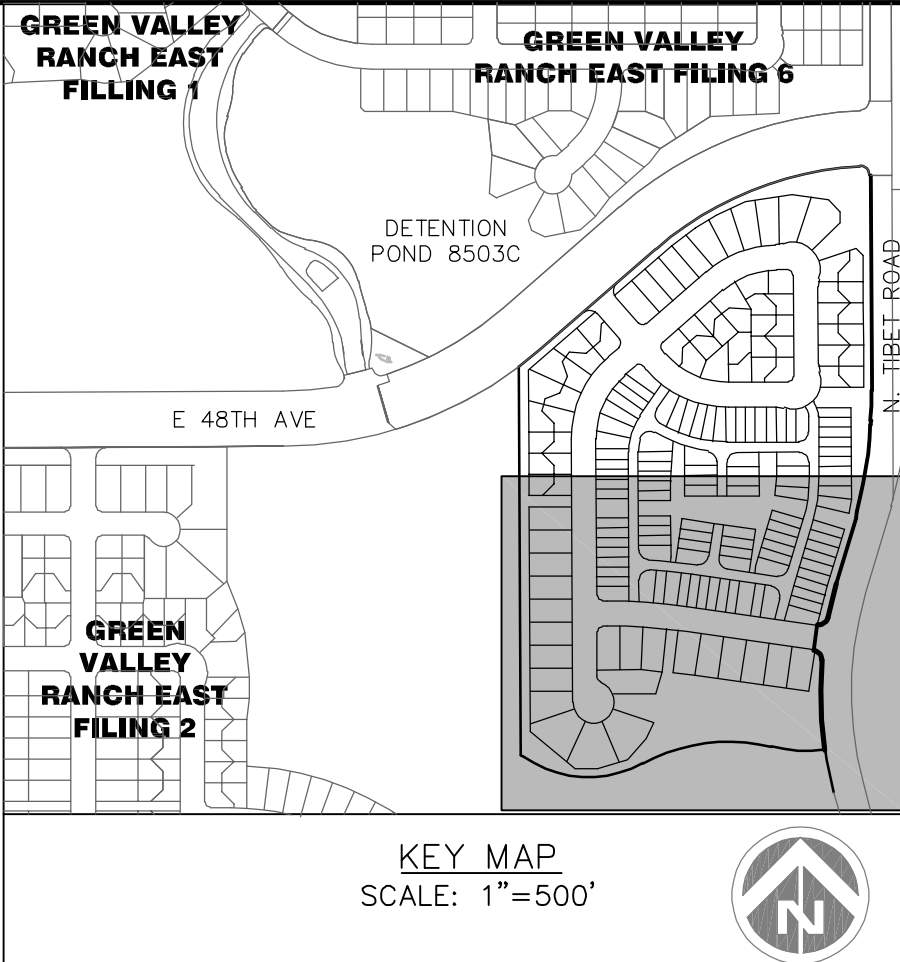 GREEN VALLEY
RANCH EAST
FILLING 1
GREEN VALLEY
RANCH EAST FILING 6
DETENTION
POND 8503C
N. TIBET ROAD
E 48TH AVE
GREEN
VALLEY
RANCH EAST
FILING 2
KEY MAP
SCALE: 1"=500'
N